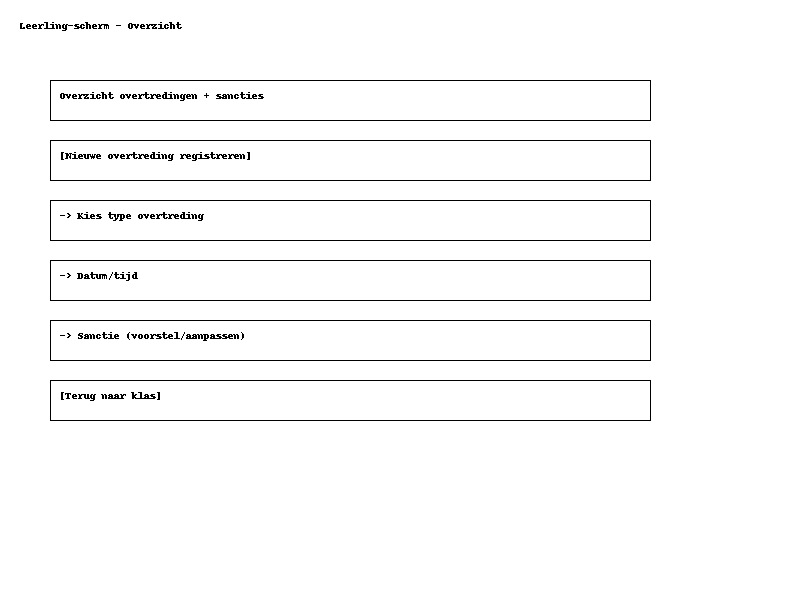 Leerling-scherm - Overzicht
Overzicht overtredingen + sancties
[Nieuwe overtreding registreren]
-> Kies type overtreding
-> Datum/tijd
-> Sanctie (voorstel/aanpassen)
[Terug naar klas]